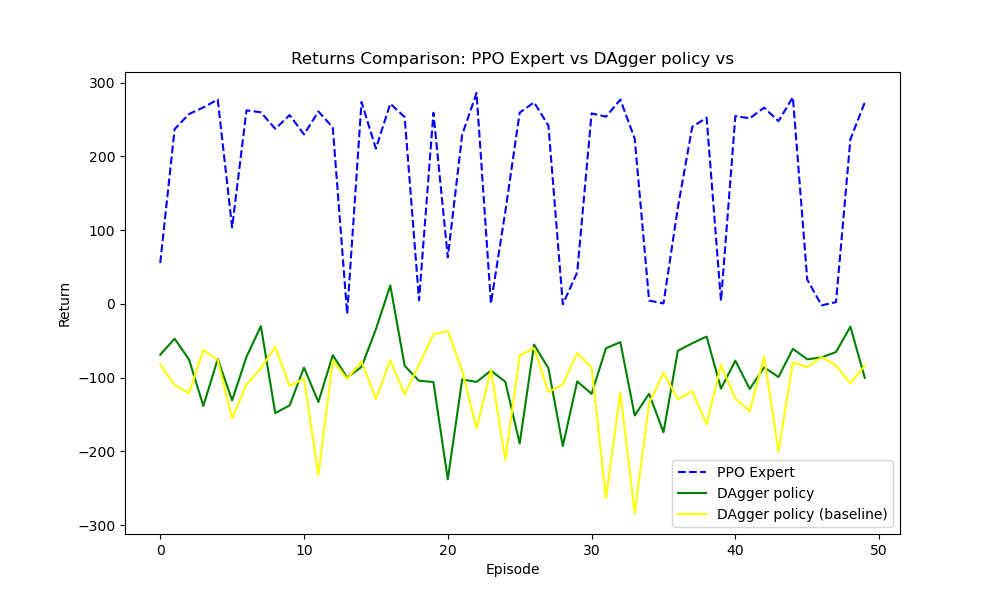 Returns Comparison: PPO Expert vs DAgger policy vs
300
200
100
0
−100
−200
−300
Return
0 10 20 30 40 50
Episode
PPO Expert
DAgger policy
DAgger policy (baseline)